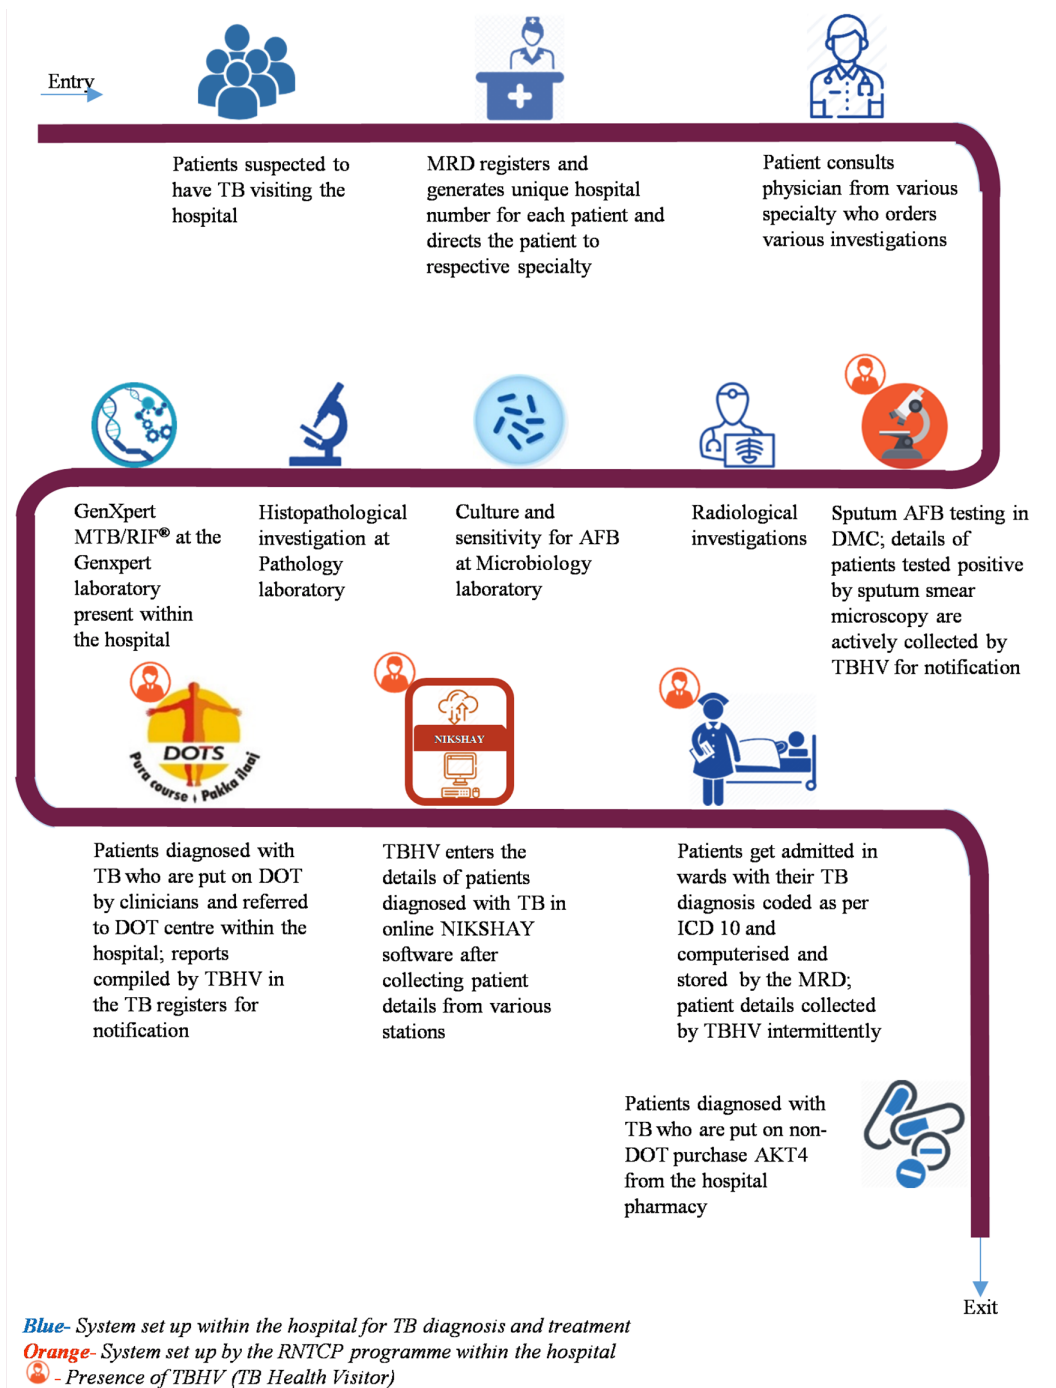 Entry
Patients suspected to
have TB visiting the
hospital
MRD registers and
generates unique hospital
number for each patient and
directs the patient to
respective specialty
Patient consults
physician from various
specialty who orders
various investigations
GenXpert
MTB/RIF® at the
Genxpert
laboratory
present within
the hospital
Histopathological
investigation at
Pathology
laboratory
Culture and
sensitivity for AFB
at Microbiology
laboratory
Radiological
investigations
Sputum AFB testing in
DMC; details of
patients tested positive
by sputum smear
microscopy are
actively collected by
TBHV for notification
DOTS
Pura course, Pakka ilaaj
NIKSHAY
Patients diagnosed with
TB who are put on DOT
by clinicians and referred
to DOT centre within the
hospital; reports
compiled by TBHV in
the TB registers for
notification
TBHV enters the
details of patients
diagnosed with TB in
online NIKSHAY
software after
collecting patient
details from various
stations
Patients get admitted in
wards with their TB
diagnosis coded as per
ICD 10 and
computerised and
stored by the MRD;
patient details collected
by TBHV intermittently
Patients diagnosed with
TB who are put on non-
DOT purchase AKT4
from the hospital
pharmacy
Exit
Blue- System set up within the hospital for TB diagnosis and treatment
Orange- System set up by the RNTCP programme within the hospital
- Presence of TBHV (TB Health Visitor)